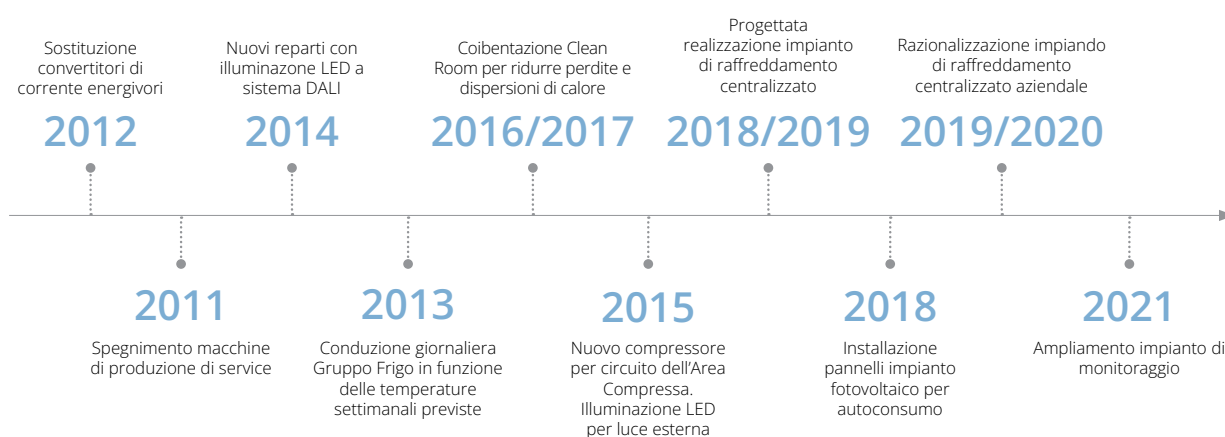 Sostituzione
convertitori di
corrente energivori
2012
Nuovi reparti con
illuminazone LED a
sistema DALI
2014
Coibentazione Clean
Room per ridurre perdite e
dispersioni di calore
2016/2017
Progettata
realizzazione impianto
di raffreddamento
centralizzato
2018/2019
Razionalizzazione impiando
di raffreddamento
centralizzato aziendale
2019/2020
2011
Spegnimento macchine
di produzione di service
2013
Conduzione giornaliera
Gruppo Frigo in funzione
delle temperature
settimanali previste
2015
Nuovo compressore
per circuito dell’Area
Compressa.
Illuminazione LED
per luce esterna
2018
Installazione
pannelli impianto
fotovoltaico per
autoconsumo
2021
Ampliamento impianto di
monitoraggio